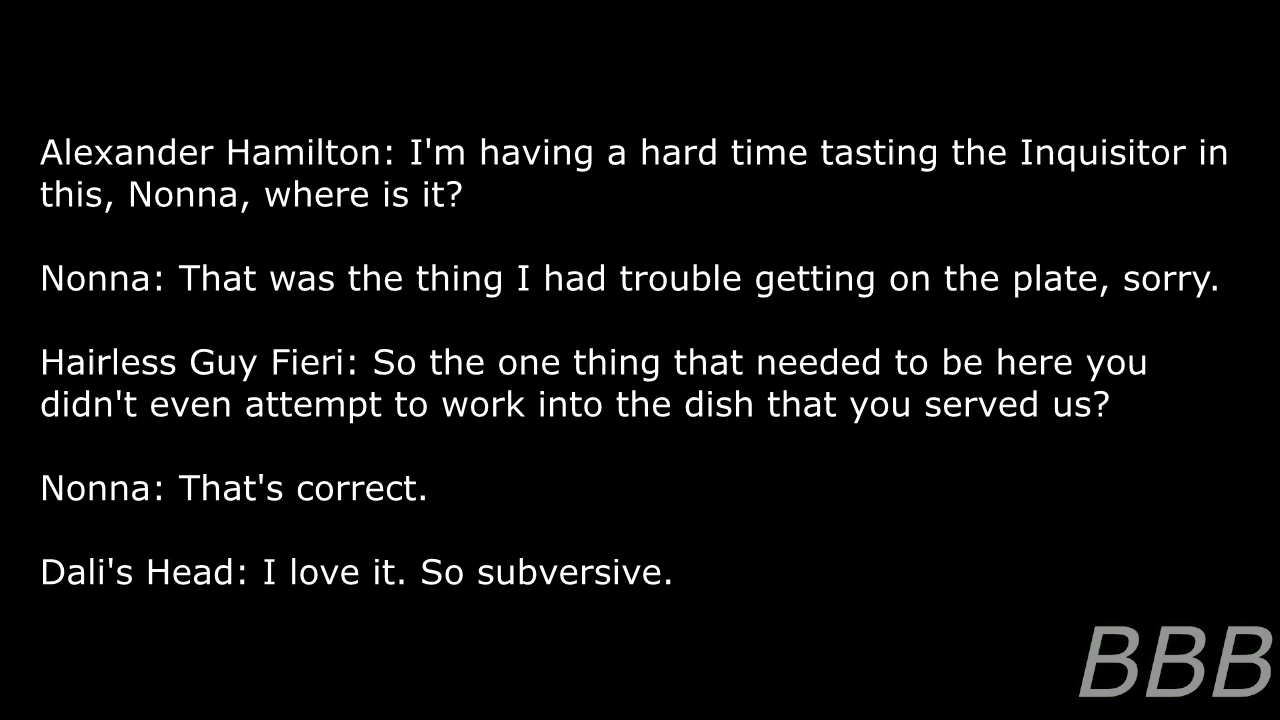 Alexander Hamilton: I'm having a hard time tasting the Inquisitor in
this, Nonna, where is it?
Nonna: That was the thing I had trouble getting on the plate, sorry.
Hairless Guy Fieri: So the one thing that needed to be here you
didn't even attempt to work into the dish that you served us?
Nonna: That's correct.
Dali's Head: I love it. So subversive.
BBB